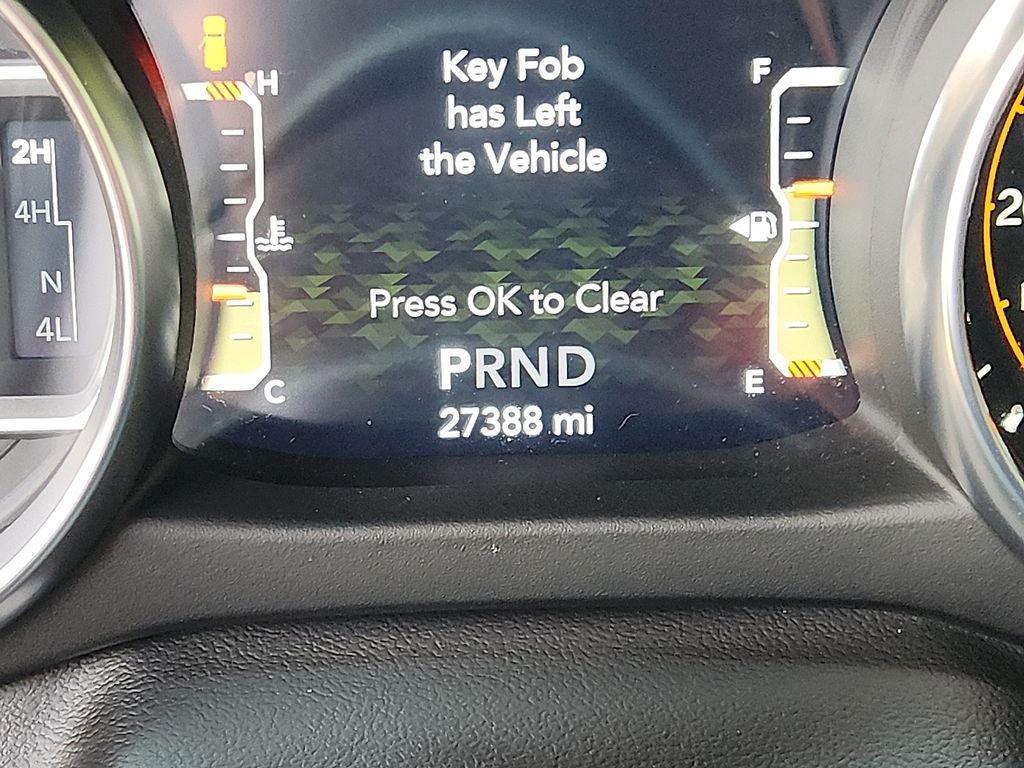 H
Key Fob
has Left
the Vehicle
F
2H
4H
N
4L
Press OK to Clear
PRND
C
E
27388 mi